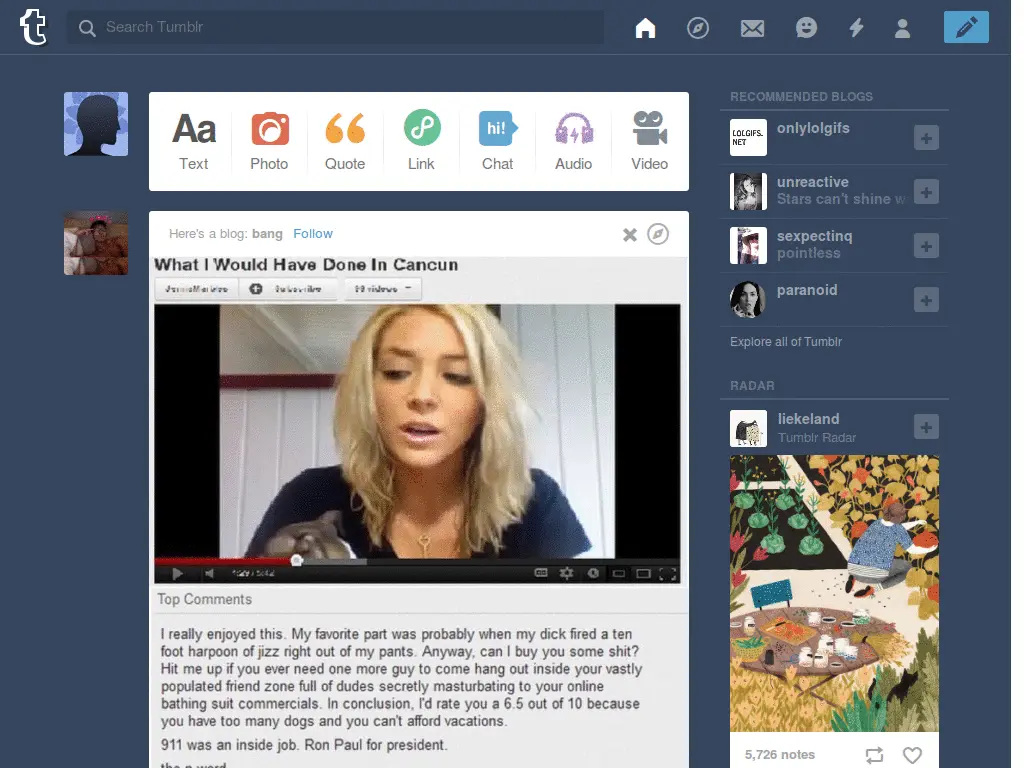 t
Search Tumblr
Aa
hi!
Text
Photo
Quote
Link
Chat
Audio
Video
Here's a blog: bang Follow
What I Would Have Done In Cancun
JennaMarbles
Subscribe
99 videos
Top Comments
I really enjoyed this. My favorite part was probably when my dick fired a ten
foot harpoon of jizz right out of my pants. Anyway, can I buy you some shit?
Hit me up if you ever need one more guy to come hang out inside your vastly
populated friend zone full of dudes secretly masturbating to your online
bathing suit commercials. In conclusion, I'd rate you a 6.5 out of 10 because
you have too many dogs and you can't afford vacations.
911 was an inside job. Ron Paul for president.
RECOMMENDED BLOGS
LOLGIFS.
NET
onlylolgifs
unreactive
Stars can't shine w
sexpectinq
pointless
paranoid
Explore all of Tumblr
RADAR
liekeland
Tumblr Radar
5,726 notes